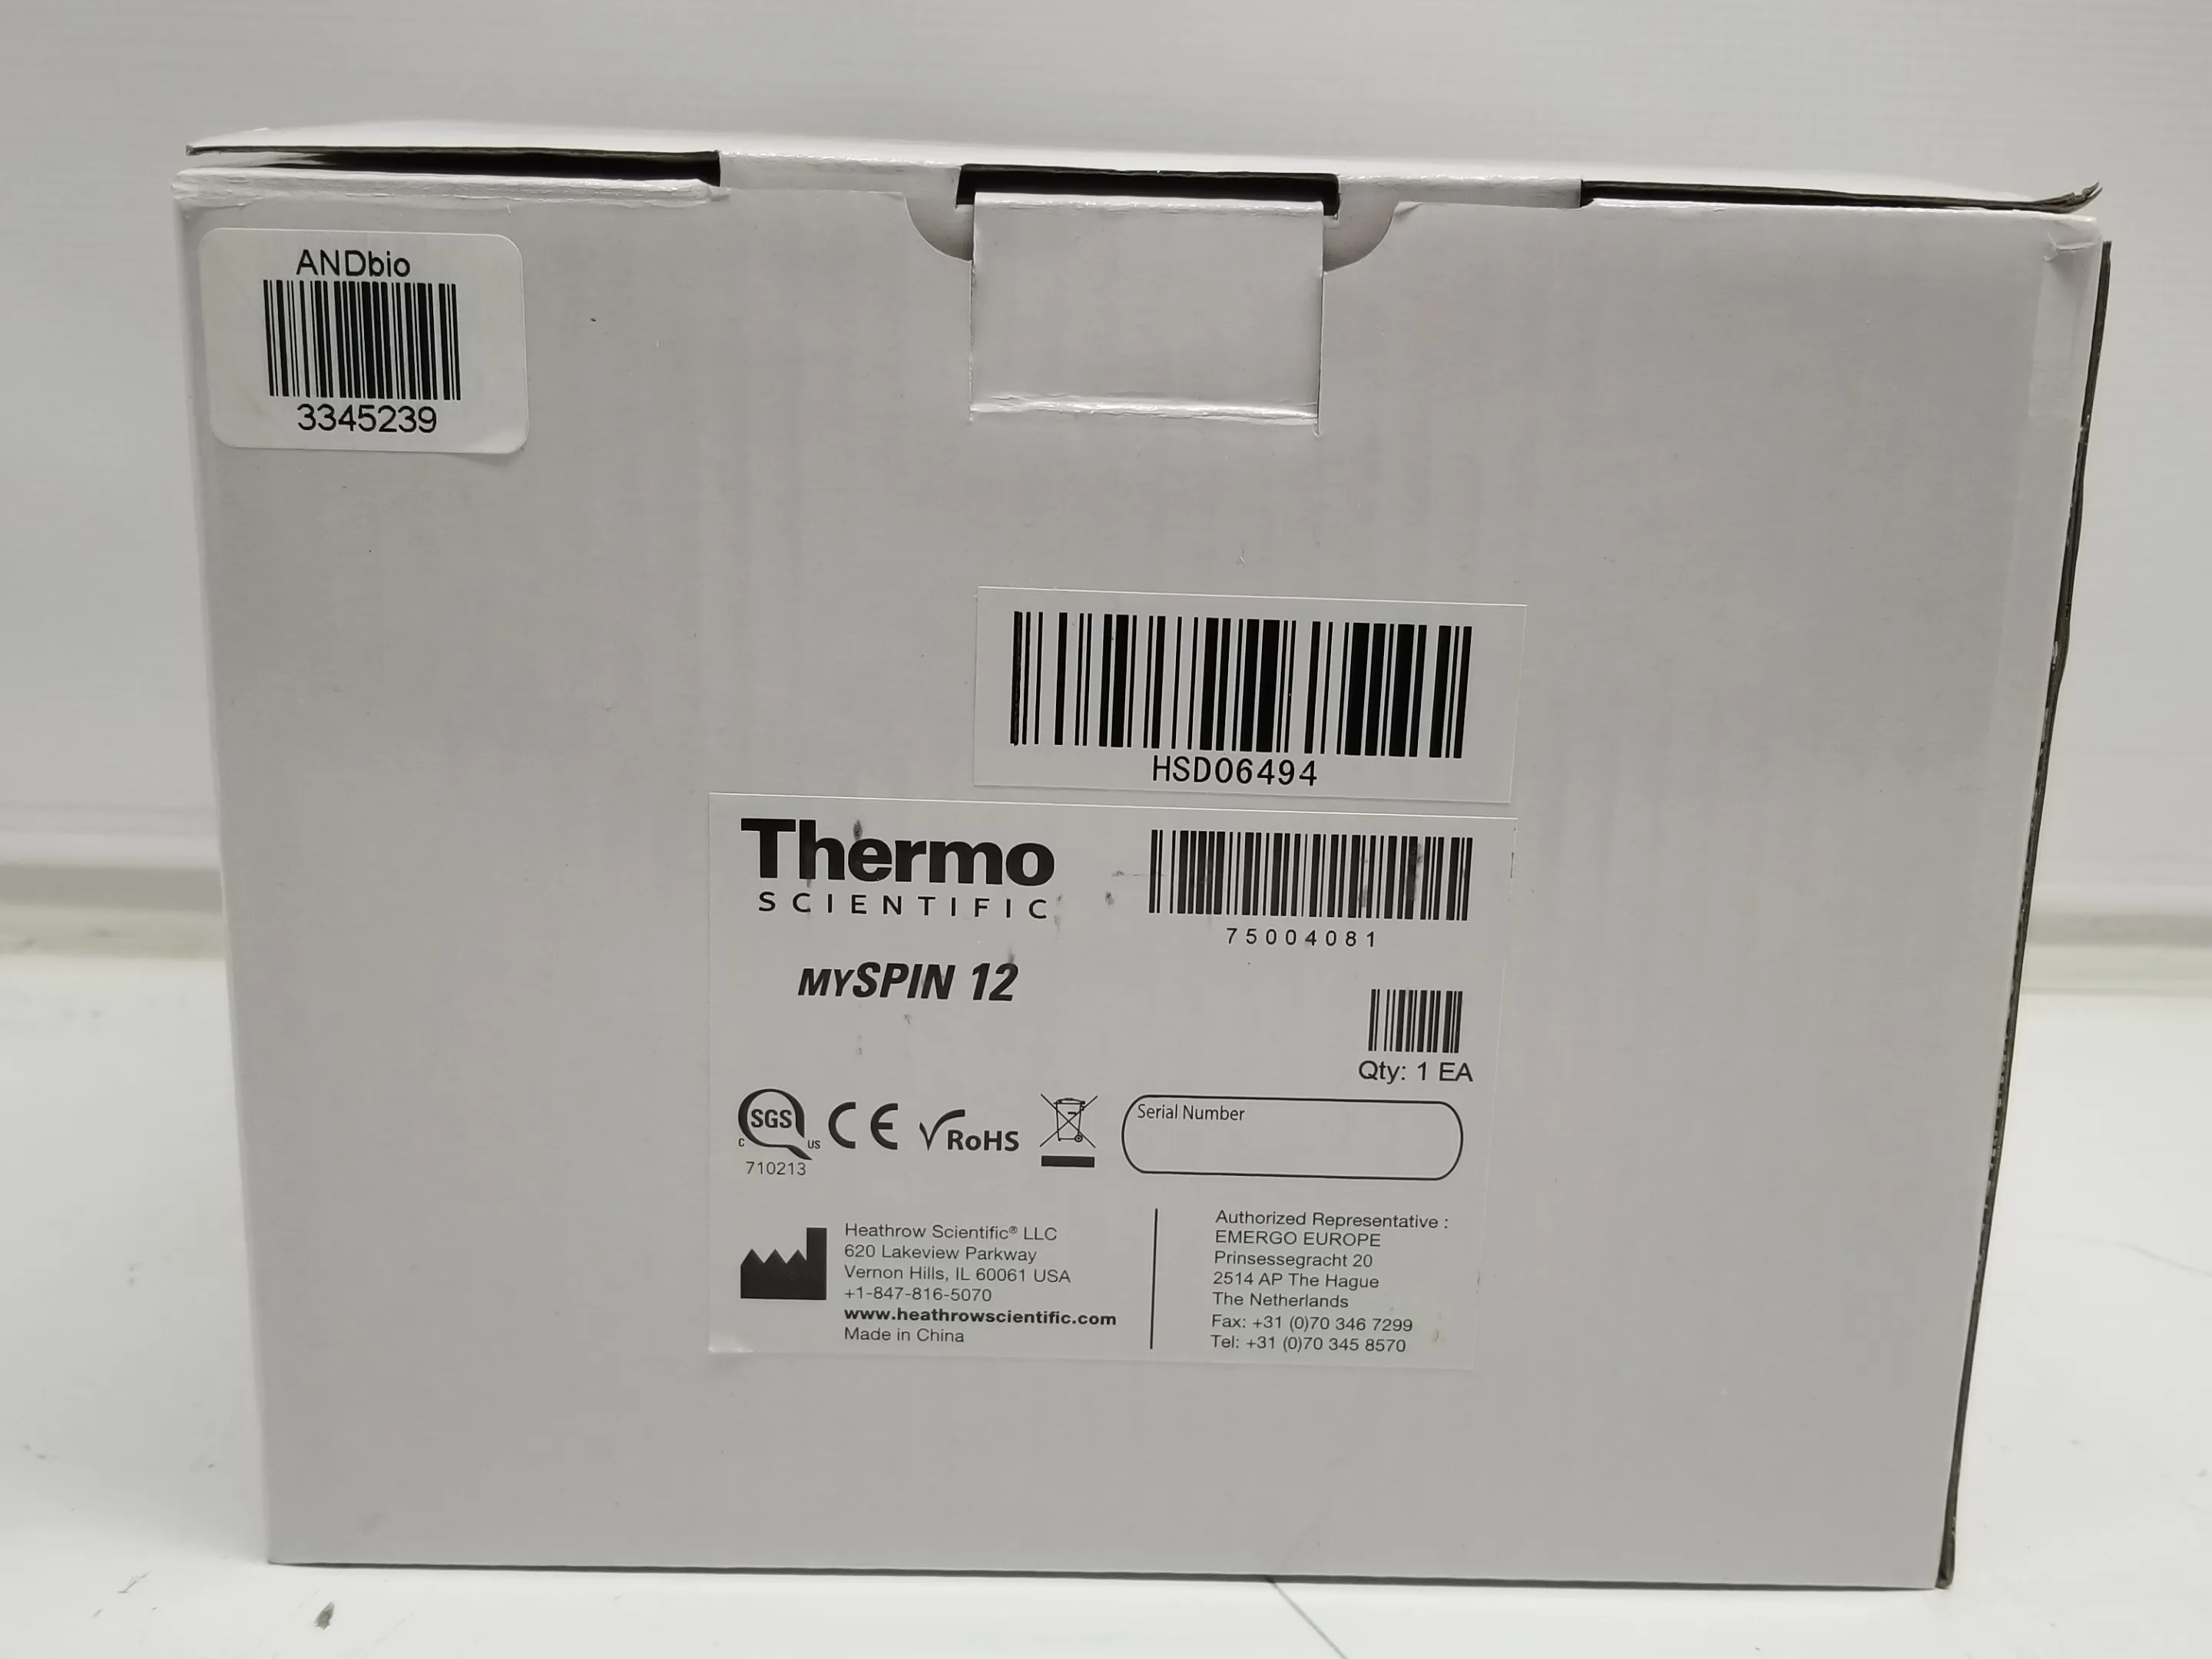 ANDbio
3345239
HSD06494
Thermo
SCIENTIFIC
75004081
MYSPIN 12
Qty: 1 EA
SGS
C US
710213
CE
RoHS
Serial Number
Heathrow Scientific® LLC
620 Lakeview Parkway
Vernon Hills, IL 60061 USA
+1-847-816-5070
www.heathrowscientific.com
Made in China
Authorized Representative :
EMERGO EUROPE
Prinsessegracht 20
2514 AP The Hague
The Netherlands
Fax: +31 (0)70 346 7299
Tel: +31 (0)70 345 8570